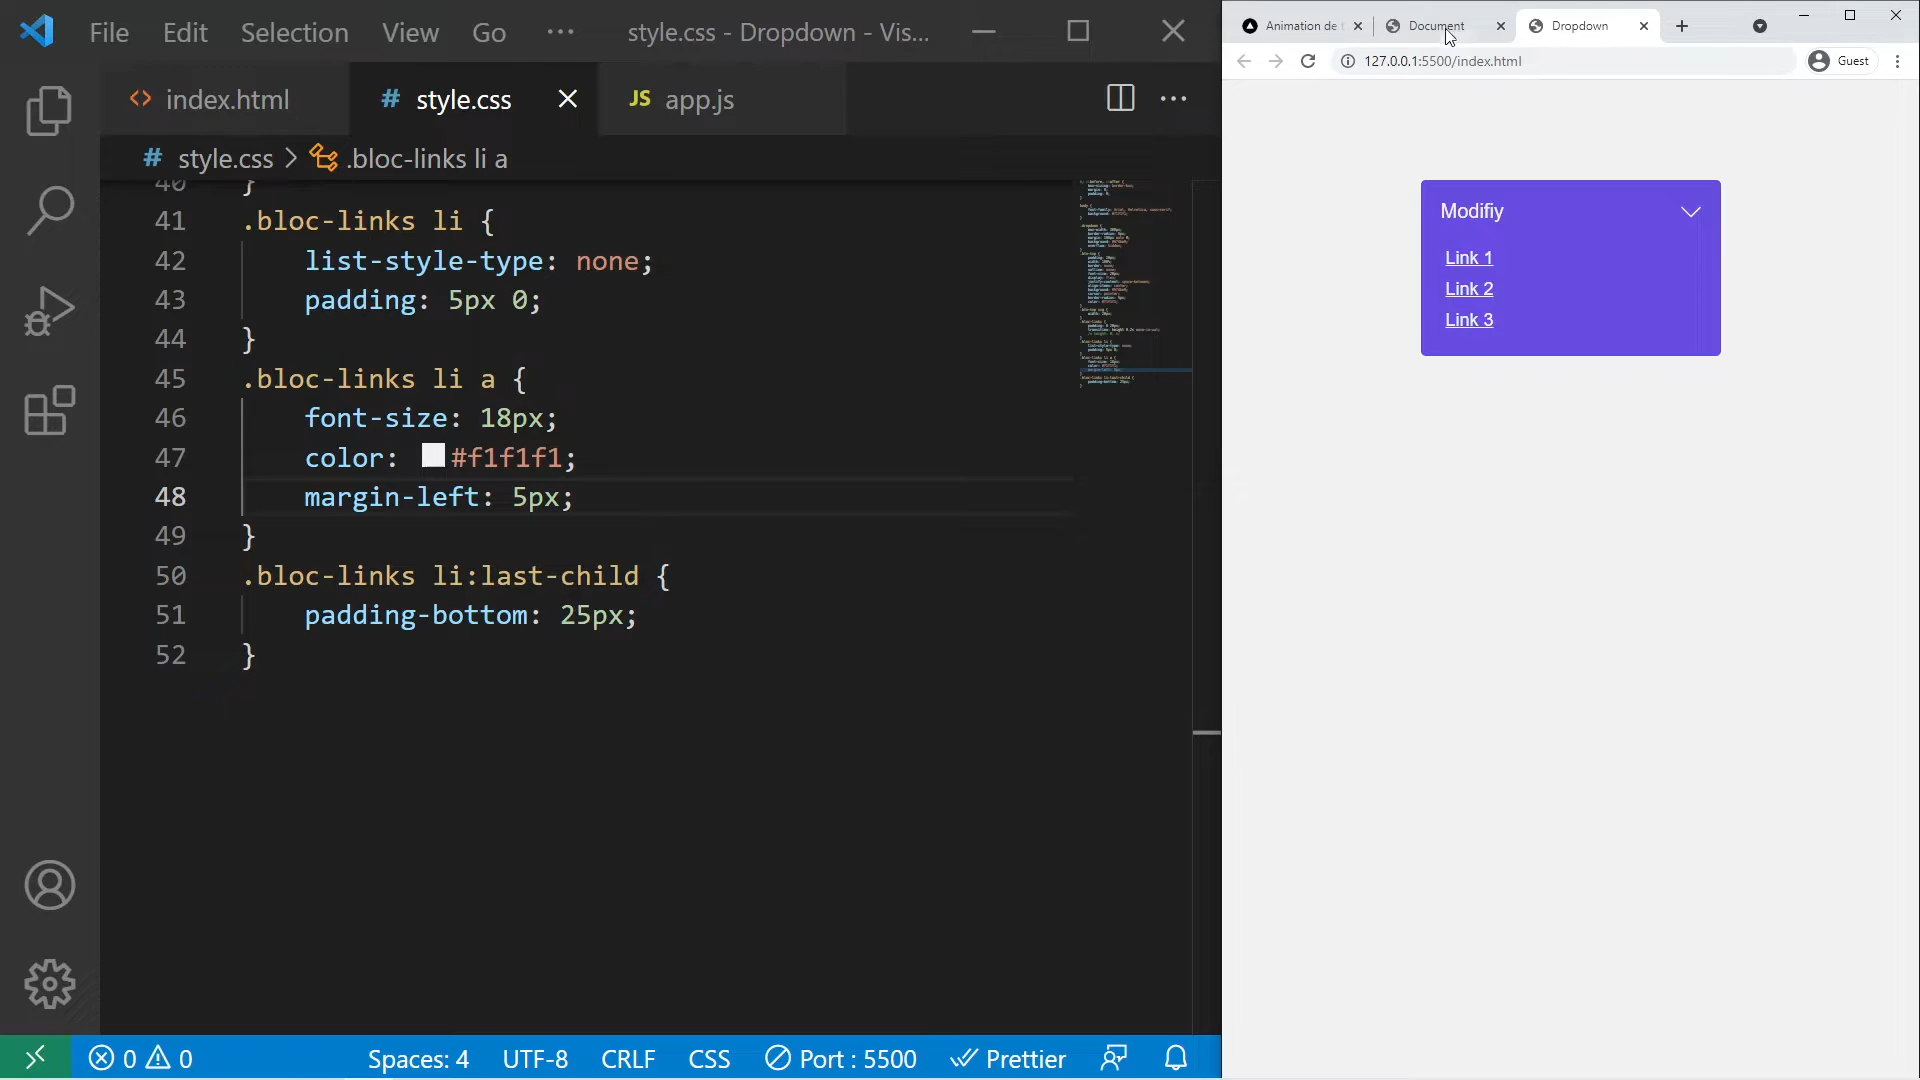 File Edit Selection View Go ··· style.css - Dropdown - Vis...
index.html # style.css JS app.js ···
# style.css > .bloc-links li a
40 }
41 .bloc-links li {
42 list-style-type: none;
43 padding: 5px 0;
44 }
45 .bloc-links li a {
46 font-size: 18px;
47 color: #f1f1f1;
48 margin-left: 5px;
49 }
50 .bloc-links li:last-child {
51 padding-bottom: 25px;
52 }
0 0 Spaces: 4 UTF-8 CRLF CSS Port : 5500 Prettier
Animation de Document Dropdown
127.0.0.1:5500/index.html Guest
Modifiy
Link 1
Link 2
Link 3